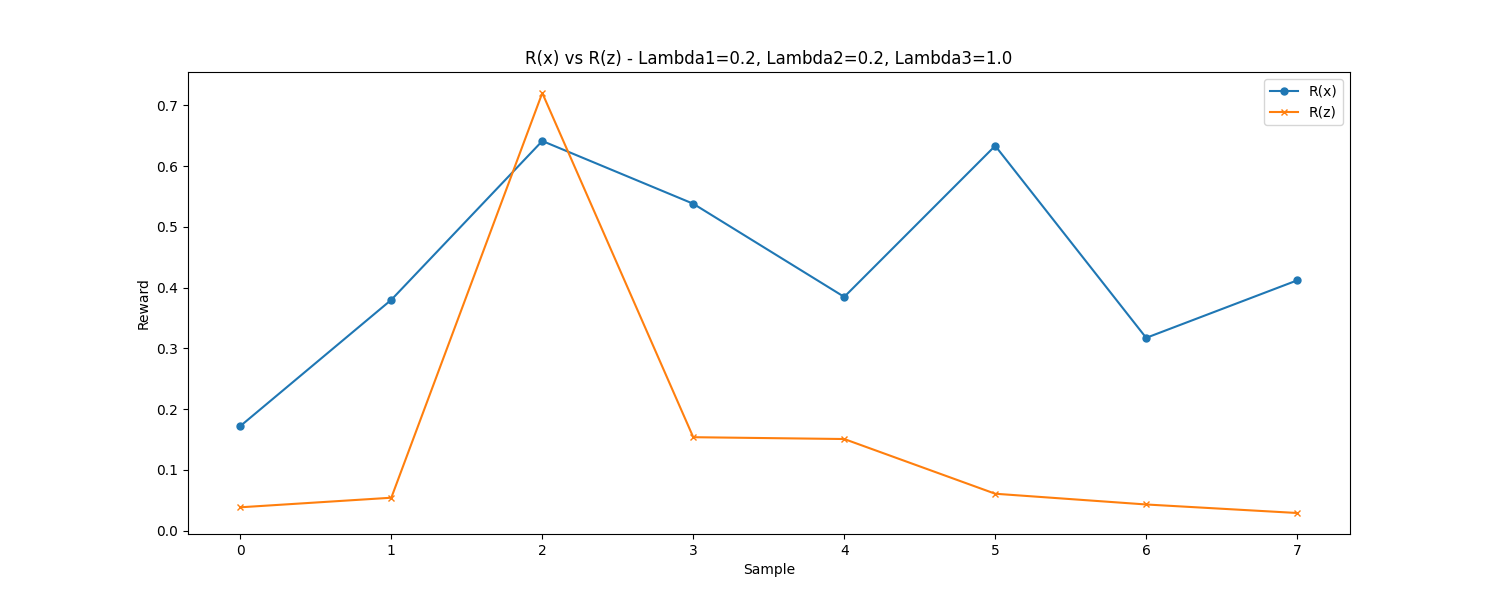 R(x) vs R(z) - Lambda1=0.2, Lambda2=0.2, Lambda3=1.0
R(x)
R(z)
0.7
0.6
0.5
0.4
0.3
0.2
0.1
0.0
Reward
0 1 2 3 4 5 6 7
Sample